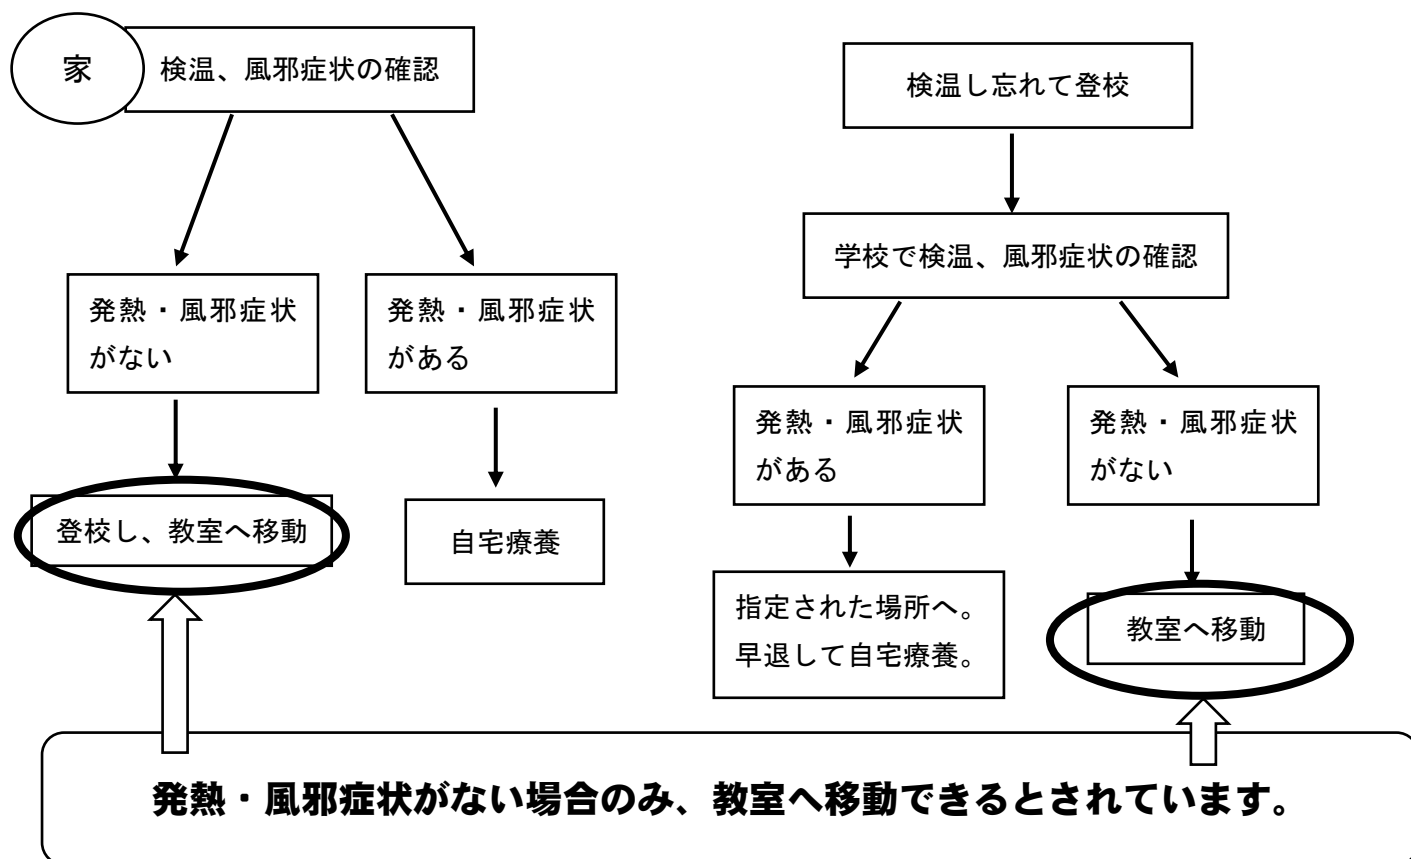 家
検温、風邪症状の確認
発熱・風邪症状
がない
発熱・風邪症状
がある
登校し、教室へ移動
自宅療養
検温し忘れて登校
学校で検温、風邪症状の確認
発熱・風邪症状
がある
発熱・風邪症状
がない
指定された場所へ。
早退して自宅療養。
教室へ移動
発熱・風邪症状がない場合のみ、教室へ移動できるとされています。